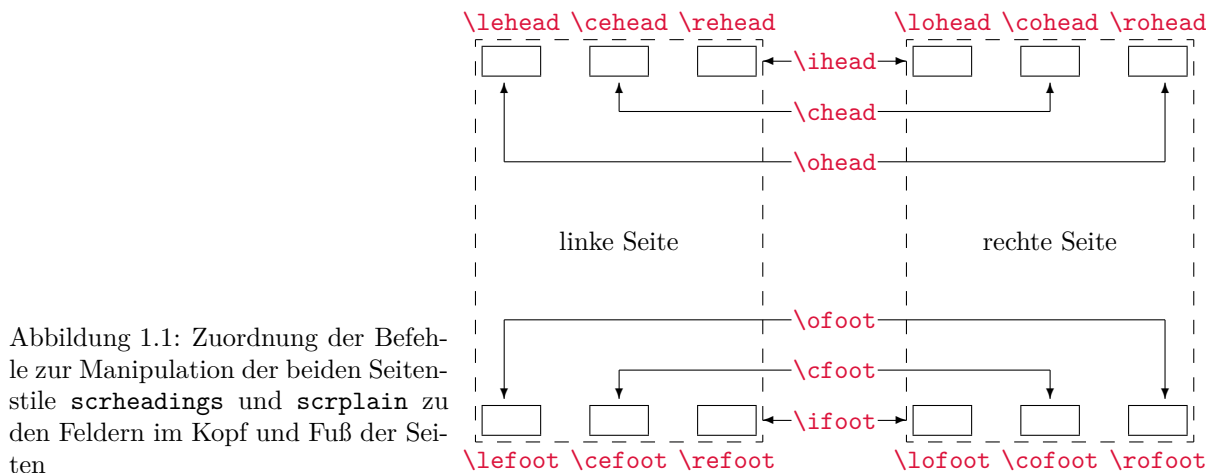 \lehead \cehead \rehead \lohead \cohead \rohead
\ihead
\chead
\ohead
linke Seite rechte Seite
\ofoot
\cfoot
\ifoot
\lefoot \cefoot \refoot \lofoot \cofoot \rofoot
Abbildung 1.1: Zuordnung der Befeh-
le zur Manipulation der beiden Seiten-
stile scrheadings und scrplain zu
den Feldern im Kopf und Fuß der Sei-
ten